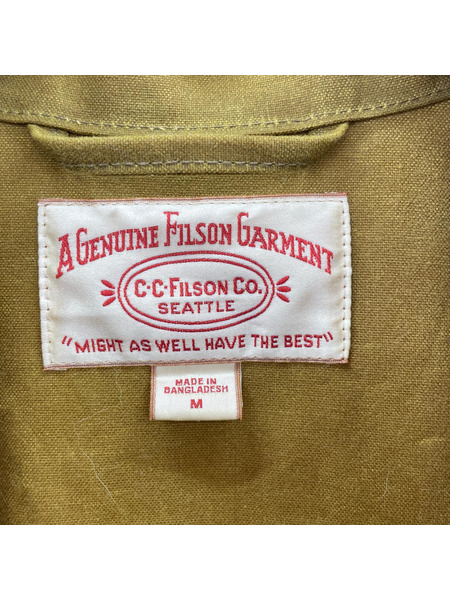 A GENUINE FILSON GARMENT
C·C·FILSON CO.
SEATTLE
"MIGHT AS WELL HAVE THE BEST"
MADE IN
BANGLADESH
M